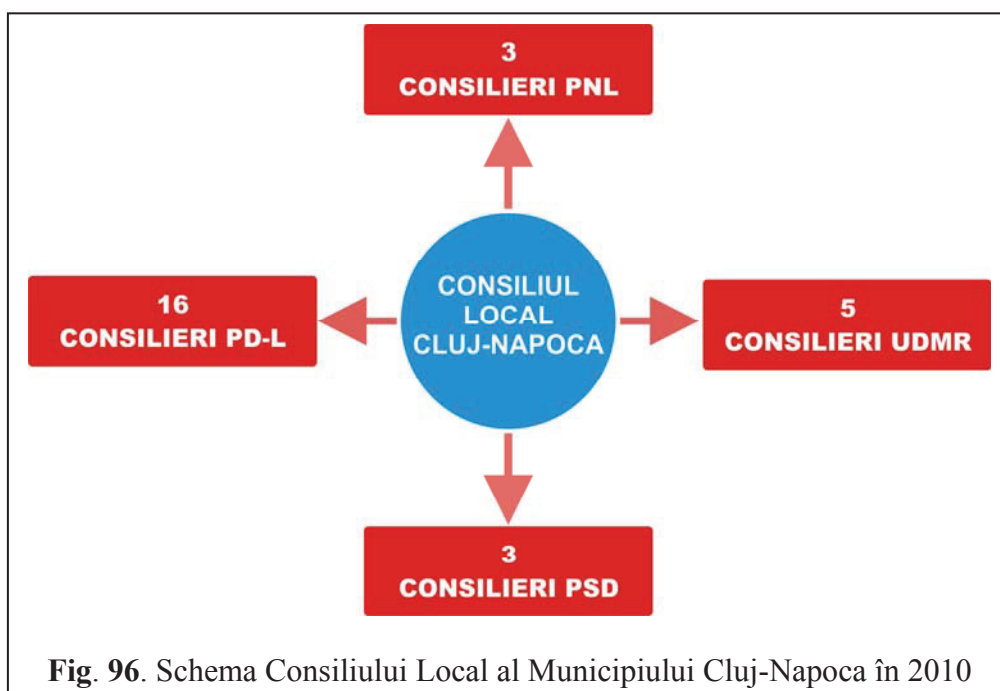 3
CONSILIERI PNL
16
CONSILIERI PD-L
CONSILIUL
LOCAL
CLUJ-NAPOCA
5
CONSILIERI UDMR
3
CONSILIERI PSD
Fig. 96. Schema Consiliului Local al Municipiului Cluj-Napoca în 2010